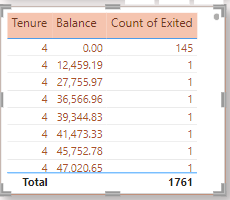 Tenure Balance Count of Exited
4 0.00 145
4 12,459.19 1
4 27,755.97 1
4 36,566.96 1
4 39,344.83 1
4 41,473.33 1
4 45,752.78 1
4 47,020.65 1
Total 1761